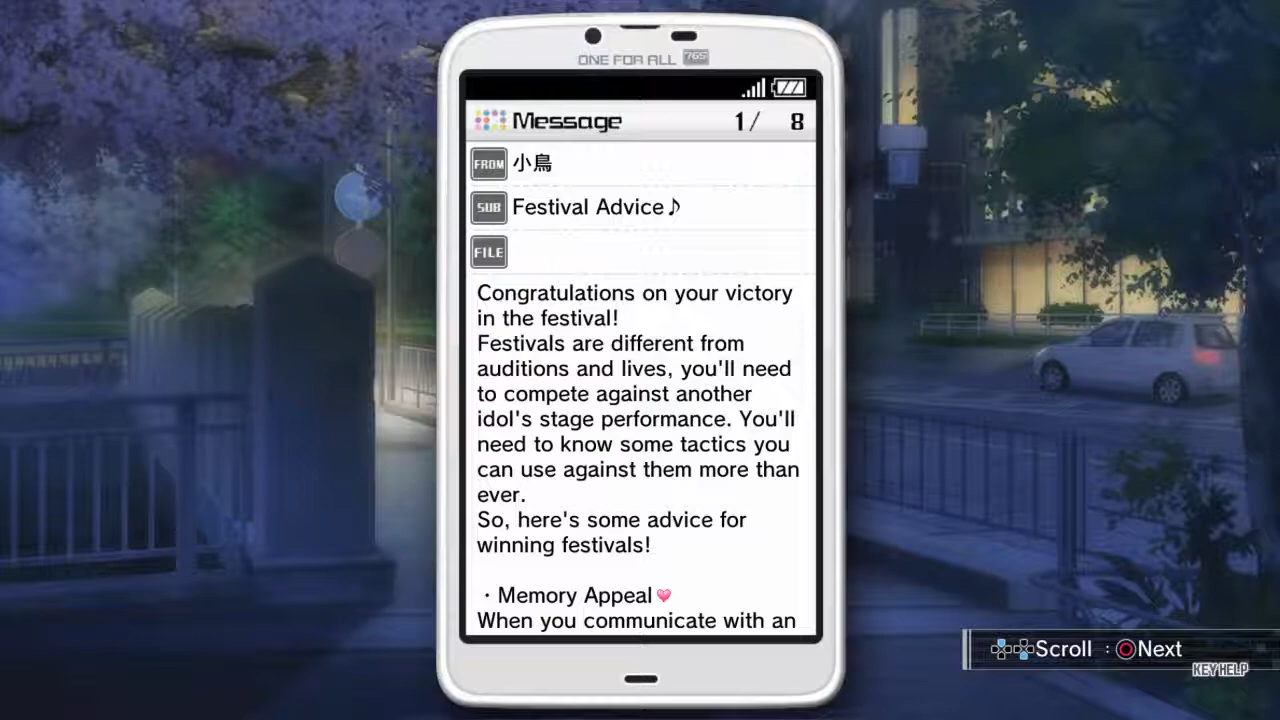 ONE FOR ALL 765
Message 1/ 8
FROM 小鳥
SUB Festival Advice♪
FILE
Congratulations on your victory
in the festival!
Festivals are different from
auditions and lives, you'll need
to compete against another
idol's stage performance. You'll
need to know some tactics you
can use against them more than
ever.
So, here's some advice for
winning festivals!
・Memory Appeal💗
When you communicate with an
Scroll : Next
KEY HELP